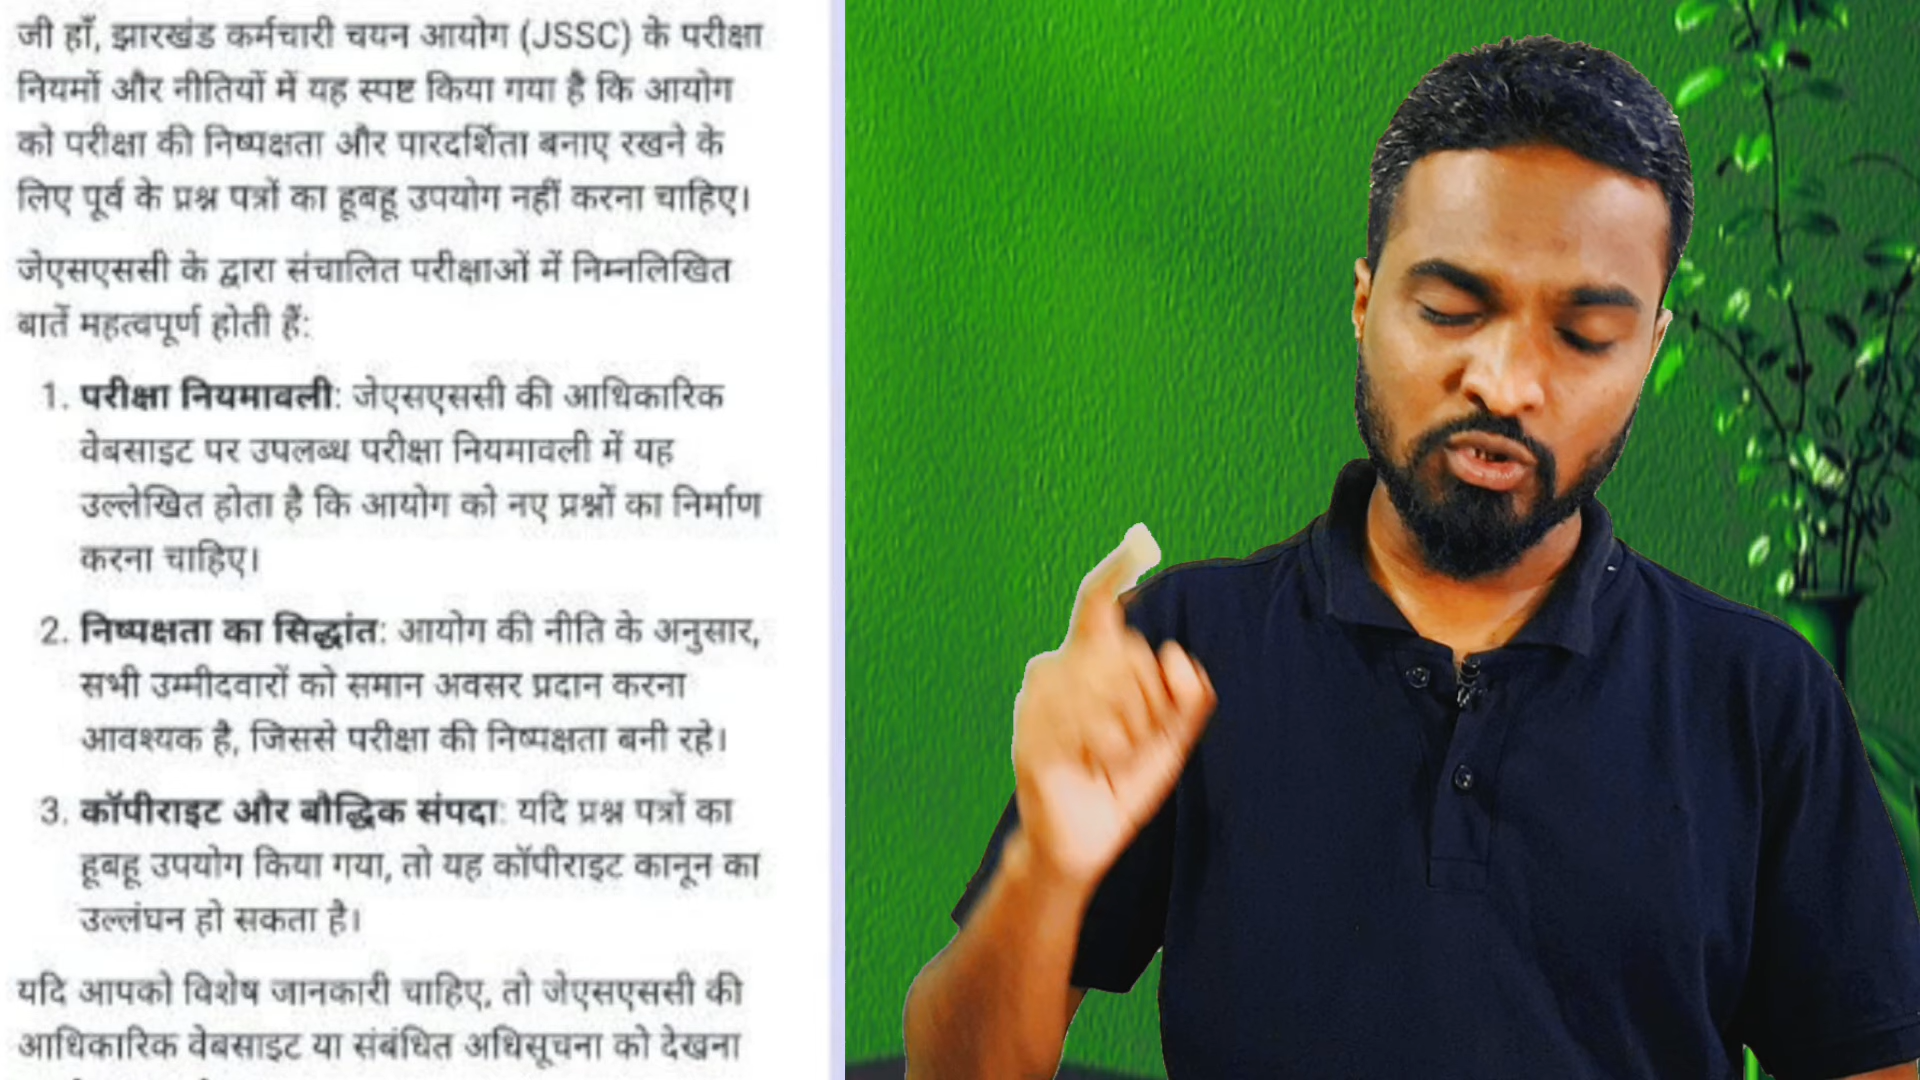 जी हाँ, झारखंड कर्मचारी चयन आयोग (JSSC) के परीक्षा
नियमों और नीतियों में यह स्पष्ट किया गया है कि आयोग
को परीक्षा की निष्पक्षता और पारदर्शिता बनाए रखने के
लिए पूर्व के प्रश्न पत्रों का हूबहू उपयोग नहीं करना चाहिए।
जेएसएससी के द्वारा संचालित परीक्षाओं में निम्नलिखित
बातें महत्वपूर्ण होती हैं:
1. परीक्षा नियमावली: जेएसएससी की आधिकारिक
वेबसाइट पर उपलब्ध परीक्षा नियमावली में यह
उल्लेखित होता है कि आयोग को नए प्रश्नों का निर्माण
करना चाहिए।
2. निष्पक्षता का सिद्धांत: आयोग की नीति के अनुसार,
सभी उम्मीदवारों को समान अवसर प्रदान करना
आवश्यक है, जिससे परीक्षा की निष्पक्षता बनी रहे।
3. कॉपीराइट और बौद्धिक संपदा: यदि प्रश्न पत्रों का
हूबहू उपयोग किया गया, तो यह कॉपीराइट कानून का
उल्लंघन हो सकता है।
यदि आपको विशेष जानकारी चाहिए, तो जेएसएससी की
आधिकारिक वेबसाइट या संबंधित अधिसूचना को देखना